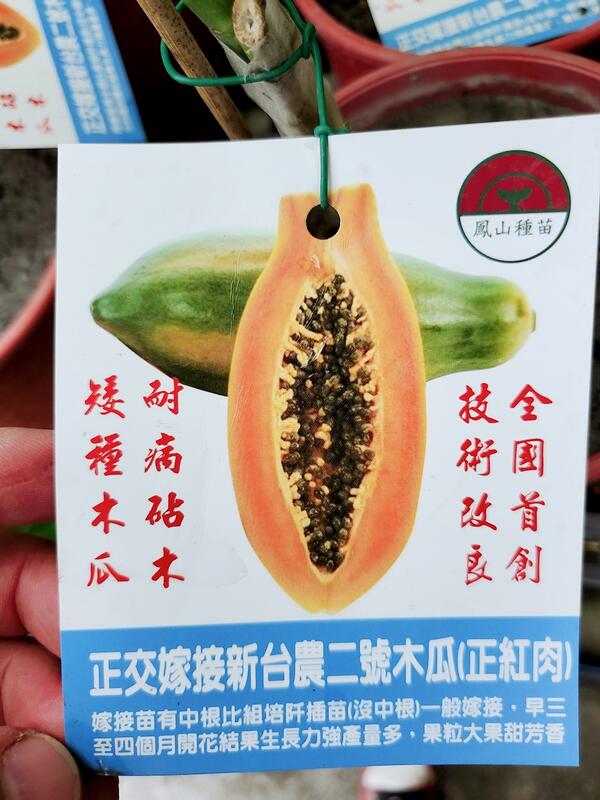 鳳山種苗
全國首創
技術改良
耐病砧木
矮種木瓜
正交嫁接新台農二號木瓜(正紅肉)
嫁接苗有中根比組培阡插苗(沒中根)一般嫁接，早三
至四個月開花結果生長力強產量多，果粒大果甜芳香